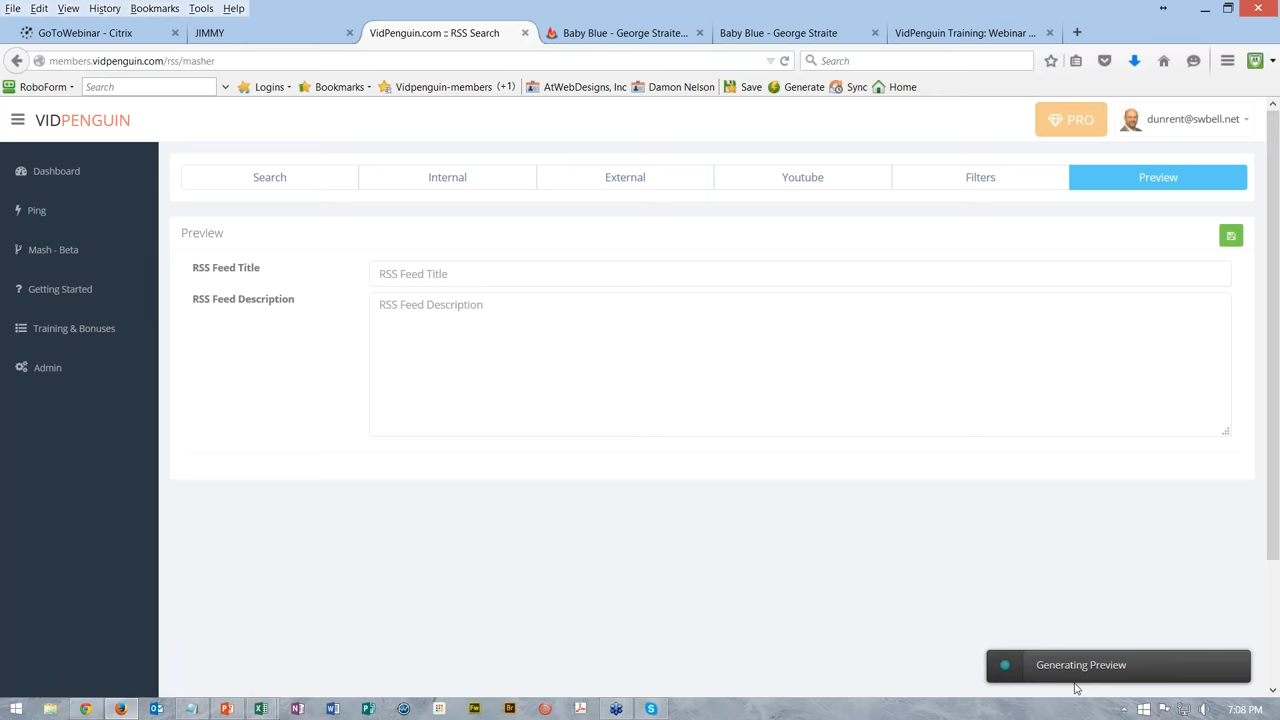 File Edit View History Bookmarks Tools Help
GoToWebinar - Citrix
JIMMY
VidPenguin.com :: RSS Search
Baby Blue - George Straite...
Baby Blue - George Straite
VidPenguin Training: Webinar ...
members.vidpenguin.com/rss/masher
Search
RoboForm
Search
Logins
Bookmarks
Vidpenguin-members (+1)
AtWebDesigns, Inc
Damon Nelson
Save
Generate
Sync
Home
VIDPENGUIN
PRO
dunrent@swbell.net
Dashboard
Ping
Mash - Beta
Getting Started
Training & Bonuses
Admin
Search
Internal
External
Youtube
Filters
Preview
Preview
RSS Feed Title
RSS Feed Title
RSS Feed Description
RSS Feed Description
Generating Preview
7:08 PM